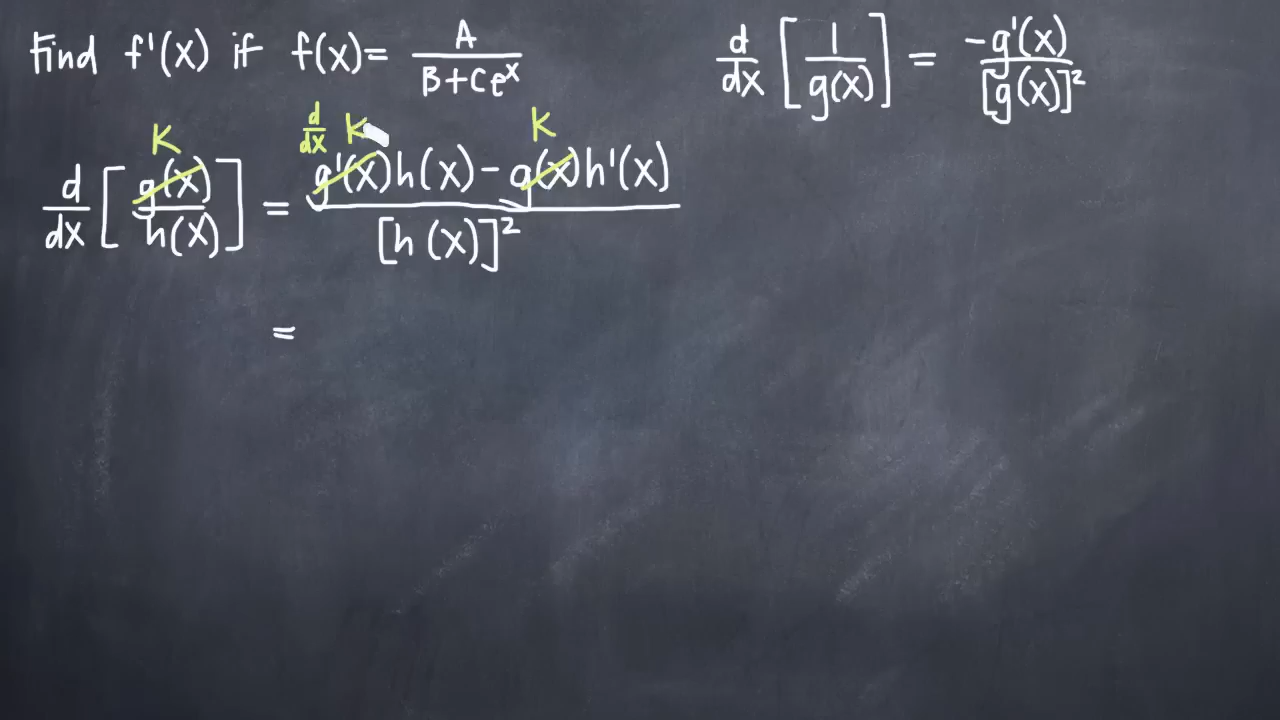 Find f'(x) if f(x)= A/(B+Ce^x)
d/dx [1/g(x)] = -g'(x)/[g(x)]²
K d/dx K K
d/dx [g(x)/h(x)] = (g'(x)h(x) - g(x)h'(x))/[h(x)]²
=